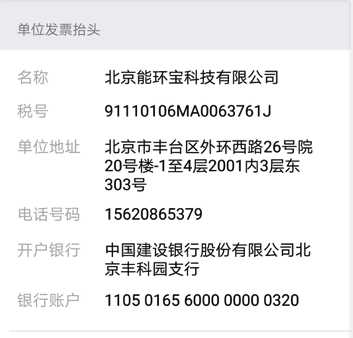 单位发票抬头
名称 北京能环宝科技有限公司
税号 91110106MA0063761J
单位地址 北京市丰台区外环西路26号院
20号楼-1至4层2001内3层东
303号
电话号码 15620865379
开户银行 中国建设银行股份有限公司北
京丰科园支行
银行账户 1105 0165 6000 0000 0320